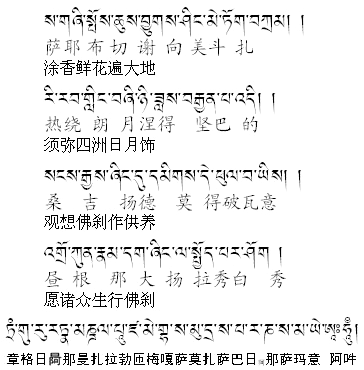 ས་གཞི་སྤོས་ཆུས་བྱུགས་ཤིང་མེ་ཏོག་བཀྲམ། །
萨耶布切谢向美斗扎
涂香鲜花遍大地
རི་རབ་གླིང་བཞི་ཉི་ཟླས་བརྒྱན་པ་འདི། །
热绕朗月涅得坚巴的
须弥四洲日月饰
སངས་རྒྱས་ཞིང་དུ་དམིགས་དེ་ཕུལ་བ་ཡིས། །
桑吉扬德莫得破瓦意
观想佛刹作供养
འགྲོ་ཀུན་རྣམ་དག་ཞིང་ལ་སྤྱོད་པར་ཤོག །
昼根那大扬拉秀白秀
愿诸众生行佛刹
གུ་རུ་རཏྣ་མཎྜལ་པཱུ་ཛ་མེ་གྷ་ས་མུ་དྲ་ས་པ་ར་ཎ་ས་མ་ཡེ་ཨཱཿཧཱུྃ།
章格日局那曼扎拉勃匝梅嘎萨莫扎萨巴日那萨玛意 阿吽